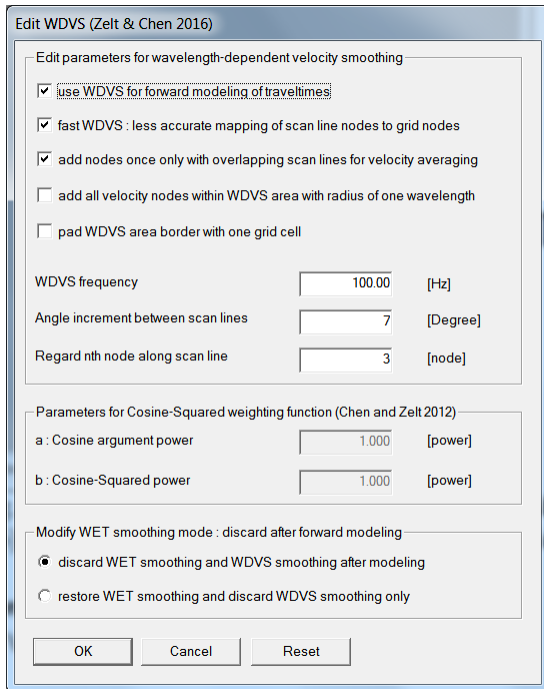 Edit WDVS (Zelt & Chen 2016)
Edit parameters for wavelength-dependent velocity smoothing
use WDVS for forward modeling of traveltimes
fast WDVS : less accurate mapping of scan line nodes to grid nodes
add nodes once only with overlapping scan lines for velocity averaging
add all velocity nodes within WDVS area with radius of one wavelength
pad WDVS area border with one grid cell
WDVS frequency 100.00 [Hz]
Angle increment between scan lines 7 [Degree]
Regard nth node along scan line 3 [node]
Parameters for Cosine-Squared weighting function (Chen and Zelt 2012)
a : Cosine argument power 1.000 [power]
b : Cosine-Squared power 1.000 [power]
Modify WET smoothing mode : discard after forward modeling
discard WET smoothing and WDVS smoothing after modeling
restore WET smoothing and discard WDVS smoothing only
OK Cancel Reset